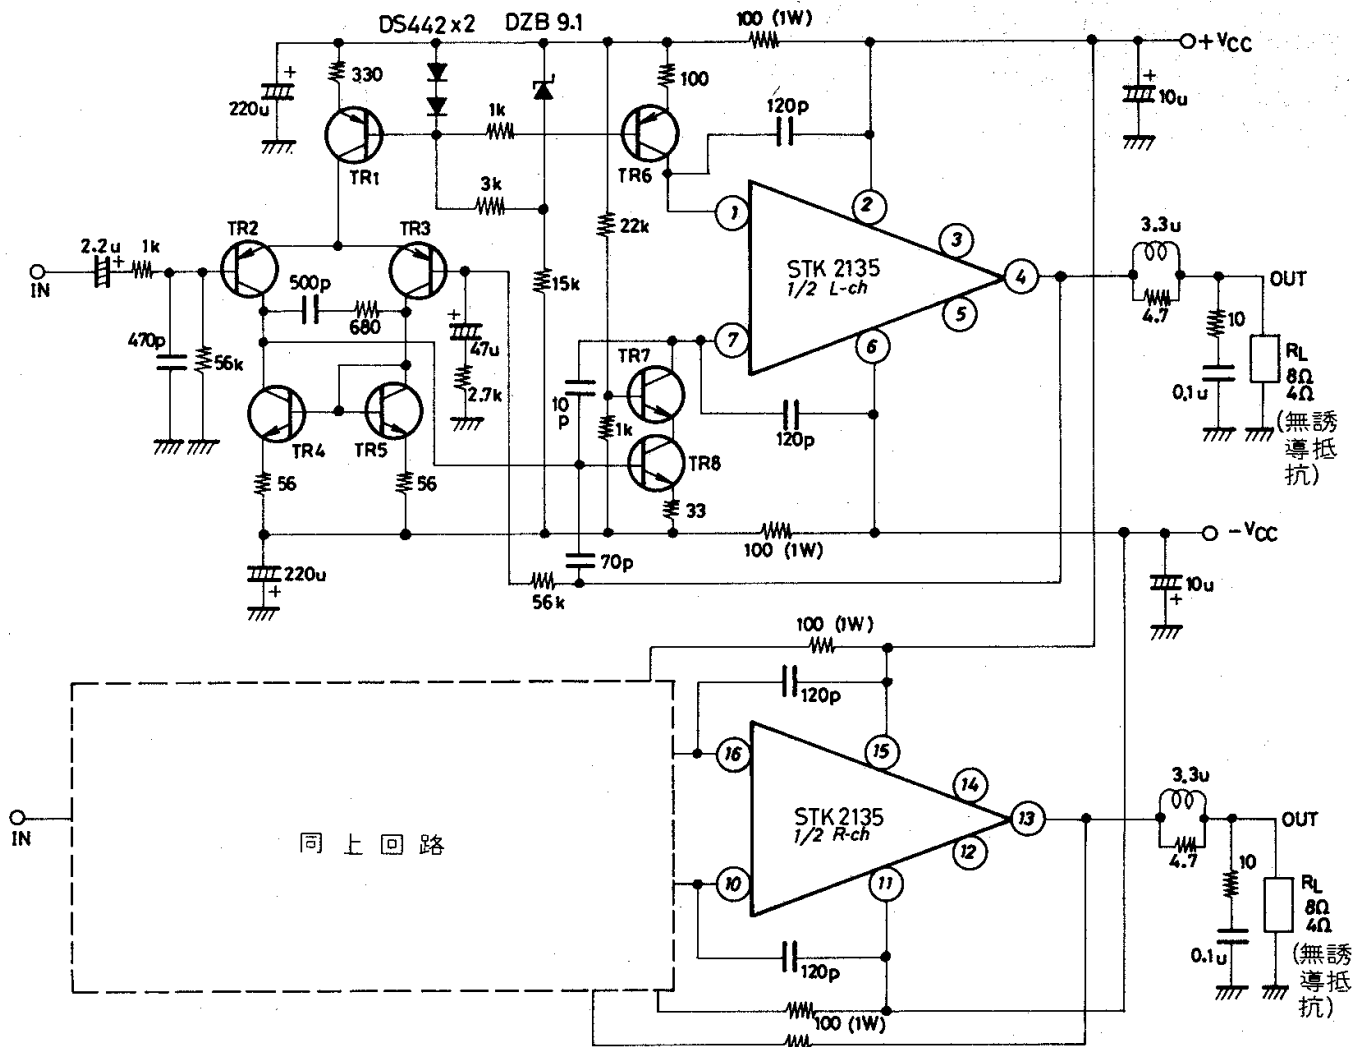 DS442 x 2
DZB 9.1
100 (1W)
+VCC
330
220u
+
100
120p
+
10u
1k
TR1
TR6
3k
22k
1
2
3
3.3u
TR2
TR3
2.2u
+
1k
IN
500p
680
15k
STK 2135
1/2 L-ch
4
OUT
4.7
5
6
7
470p
56k
+
47u
2.7k
TR7
10
p
1k
120p
10
0.1u
RL
8Ω
4Ω
(無誘
導抵
抗)
TR4
TR5
TR8
56
56
33
100 (1W)
-VCC
220u
+
70p
56k
10u
+
100 (1W)
120p
16
15
14
3.3u
IN
同上回路
STK 2135
1/2 R-ch
13
OUT
4.7
12
10
11
10
RL
8Ω
4Ω
0.1u
(無誘
導抵
抗)
120p
100 (1W)